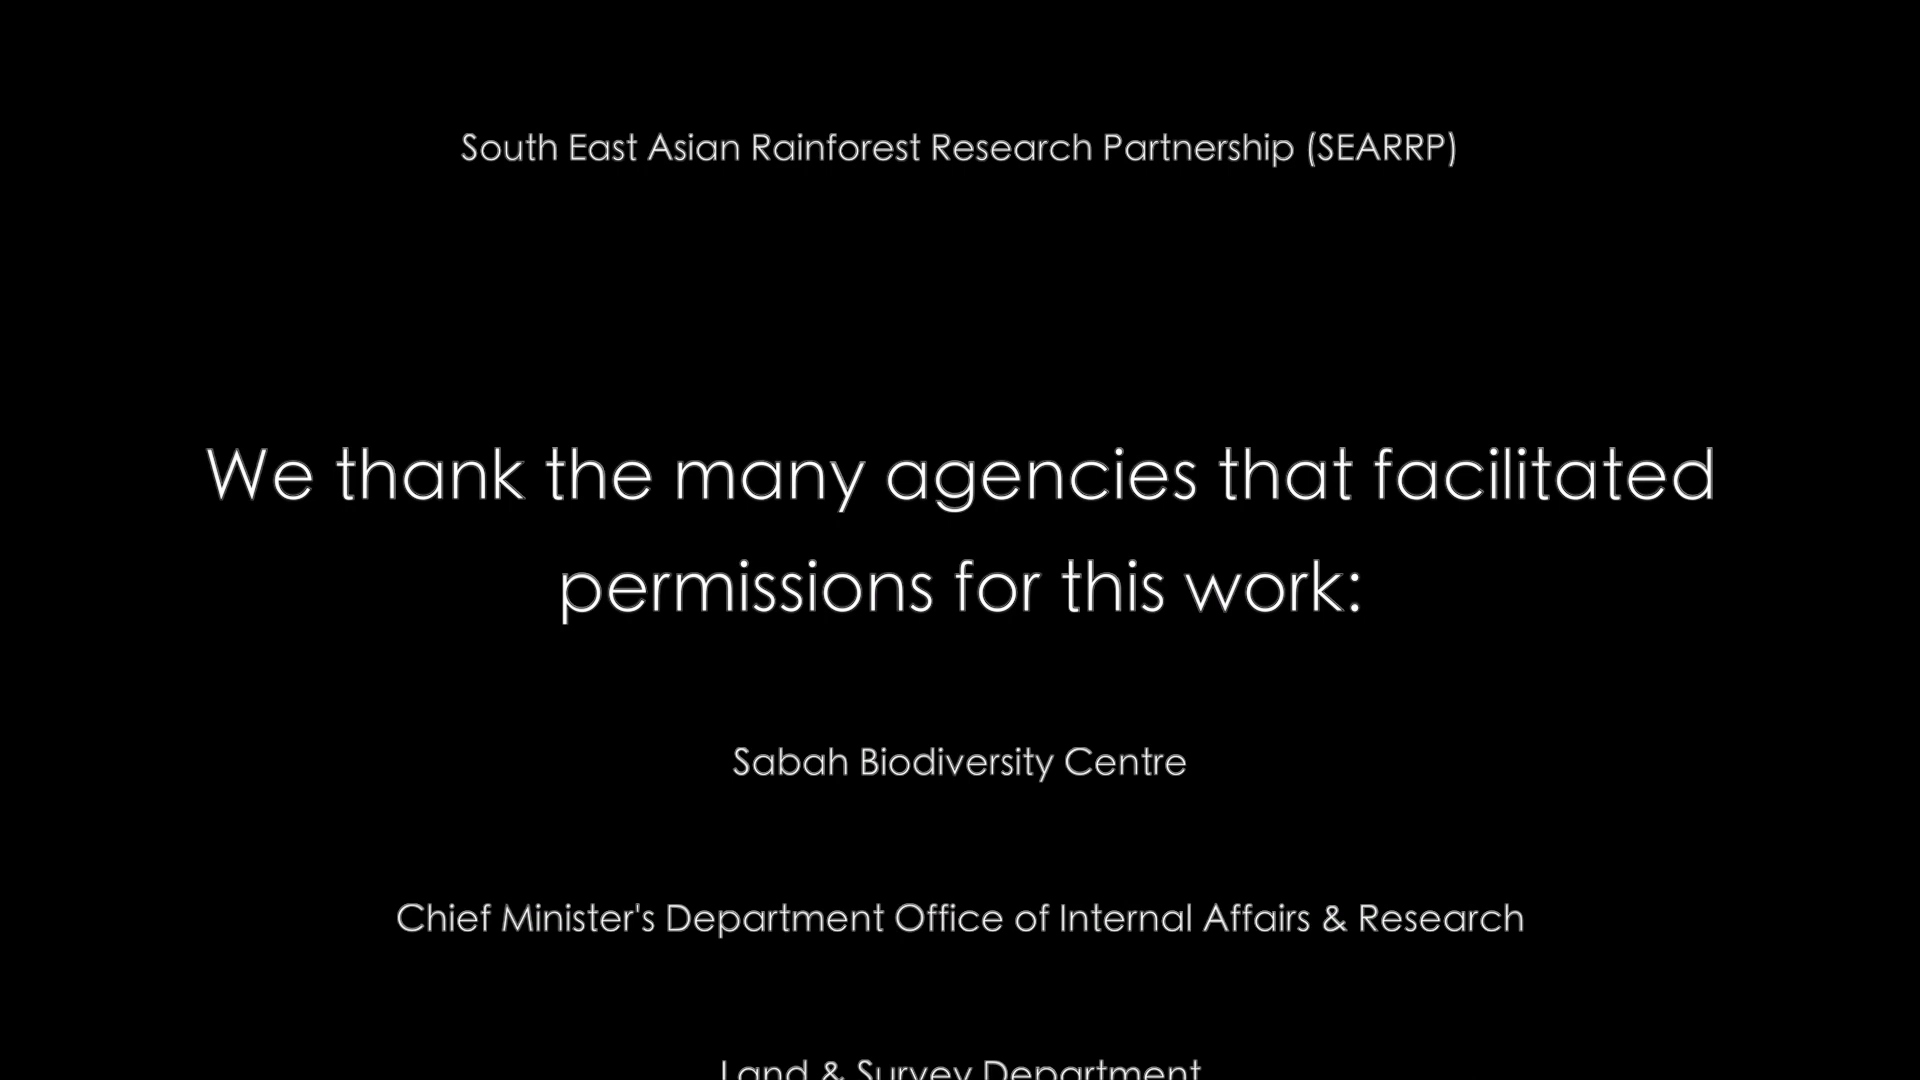 South East Asian Rainforest Research Partnership (SEARRP)
We thank the many agencies that facilitated
permissions for this work:
Sabah Biodiversity Centre
Chief Minister's Department Office of Internal Affairs & Research
Land & Survey Department